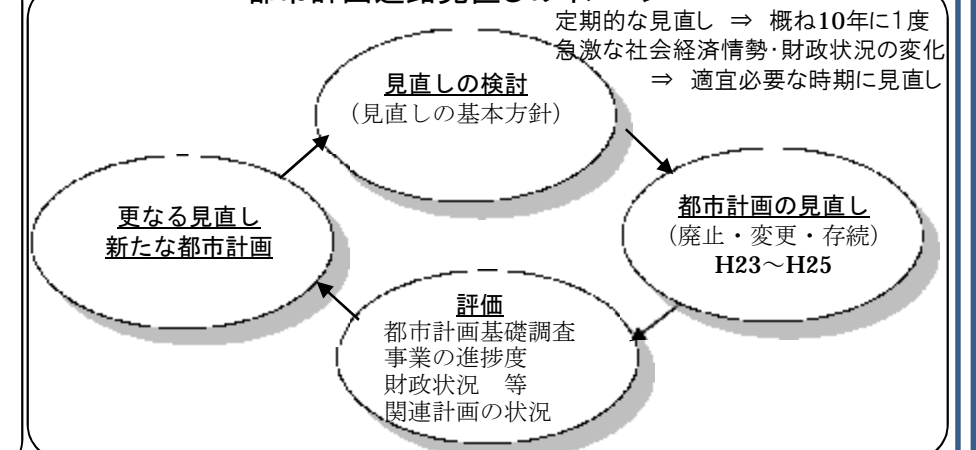 定期的な見直し ⇒ 概ね10年に1度
急激な社会経済情勢・財政状況の変化
⇒ 適宜必要な時期に見直し
見直しの検討
（見直しの基本方針）
都市計画の見直し
（廃止・変更・存続）
H23～H25
評価
都市計画基礎調査
事業の進捗度
財政状況 等
関連計画の状況
更なる見直し
新たな都市計画